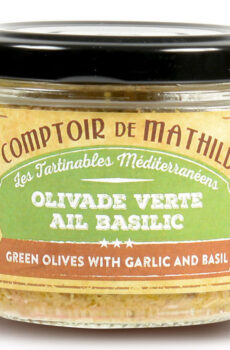 COMPTOIR DE MATHILD
Les Tartinables Méditerranéens
OLIVADE VERTE
AIL BASILIC
GREEN OLIVES WITH GARLIC AND BASIL